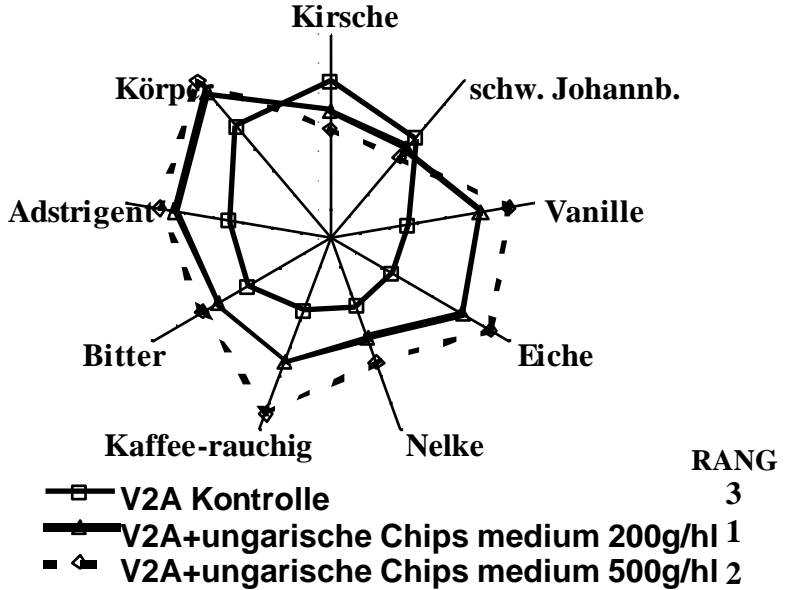 Kirsche
Körper
schw. Johannb.
Adstrigent
Vanille
Bitter
Eiche
Kaffee-rauchig
Nelke
RANG
V2A Kontrolle 3
V2A+ungarische Chips medium 200g/hl 1
V2A+ungarische Chips medium 500g/hl 2